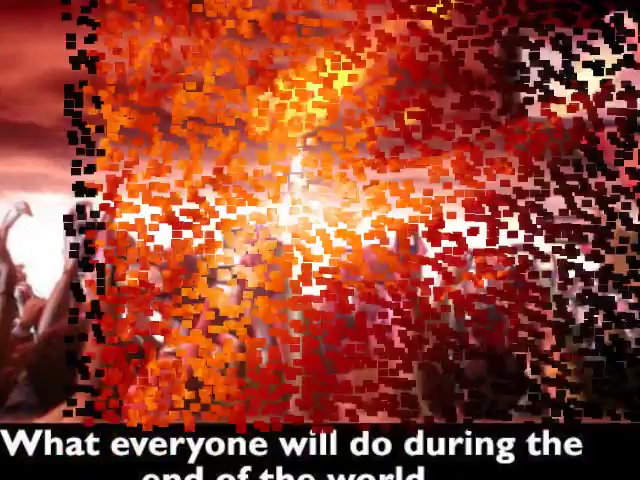 What everyone will do during the
end of the world